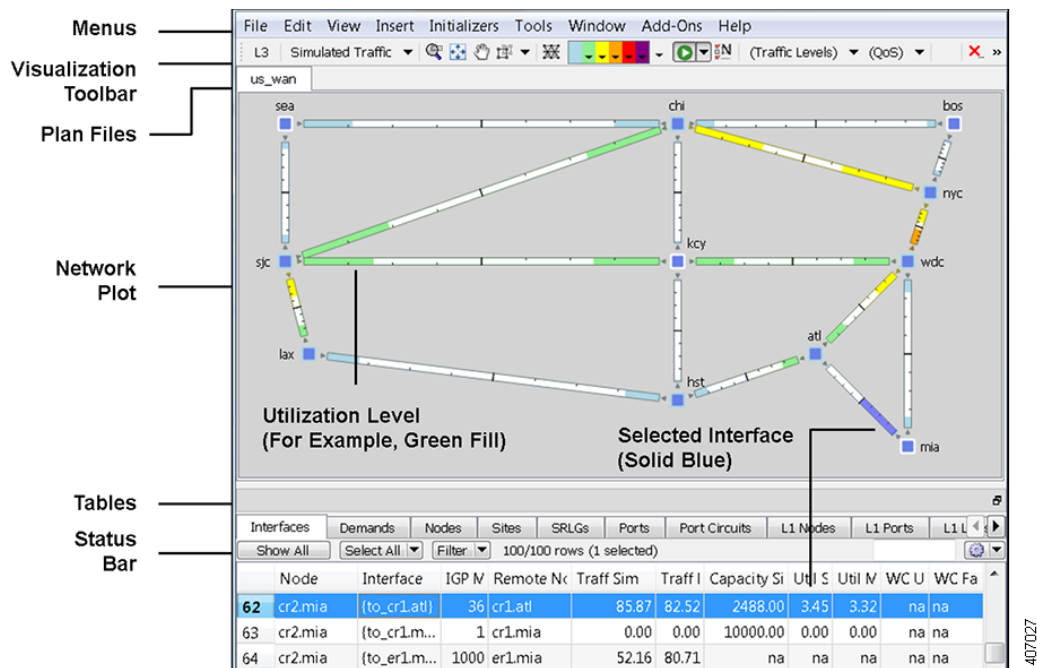 Menus
Visualization
Toolbar
Plan Files
Network
Plot
Tables
Status
Bar
File Edit View Insert Initializers Tools Window Add-Ons Help
L3 Simulated Traffic (Traffic Levels) (QoS) X »
us_wan
sea chi bos
nyc
kcy
sjc wdc
atl
lax
hst
Utilization Level
(For Example, Green Fill)
Selected Interface
(Solid Blue)
mia
Interfaces Demands Nodes Sites SRLGs Ports Port Circuits L1 Nodes L1 Ports L1 L
Show All Select All Filter 100/100 rows (1 selected)
Node Interface IGP M Remote Nc Traff Sim Traff I Capacity Si Util S Util M WC U WC Fa
62 cr2.mia {to_cr1.atl} 36 cr1.atl 85.87 82.52 2488.00 3.45 3.32 na na
63 cr2.mia {to_cr1.m... 1 cr1.mia 0.00 0.00 10000.00 0.00 0.00 na na
64 cr2.mia {to_er1.m... 1000 er1.mia 52.16 80.71 na na na na
407027